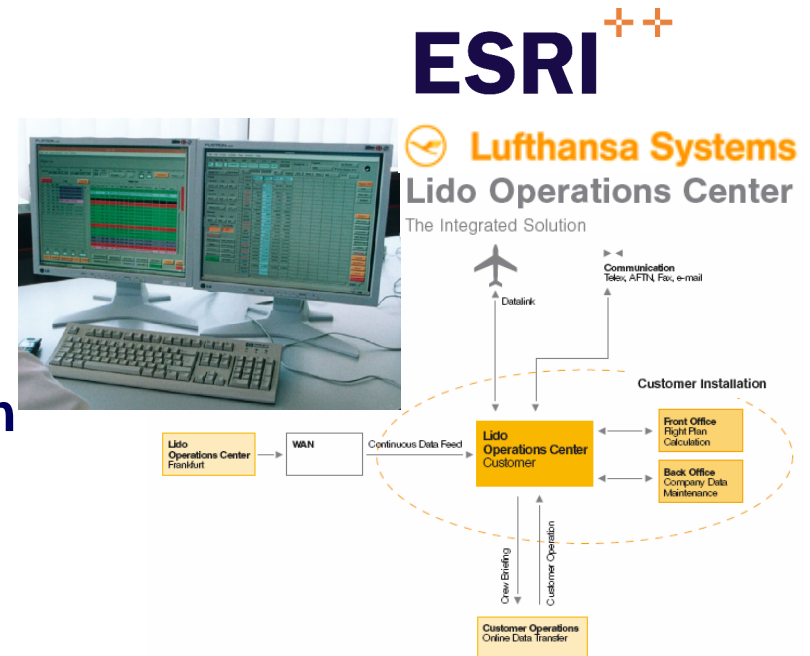 ESRI
Lufthansa Systems
Lido Operations Center
The Integrated Solution
Communication
Telex, AFTN, Fax, e-mail
Datalink
Customer Installation
n
Lido
Operations Center
Frankfurt
WAN
Continuous Data Feed
Lido
Operations Center
Customer
Front Office
Flight Plan
Calculation
Back Office
Company Data
Maintenance
Crew Briefing
Customer Operation
Customer Operations
Online Data Transfer